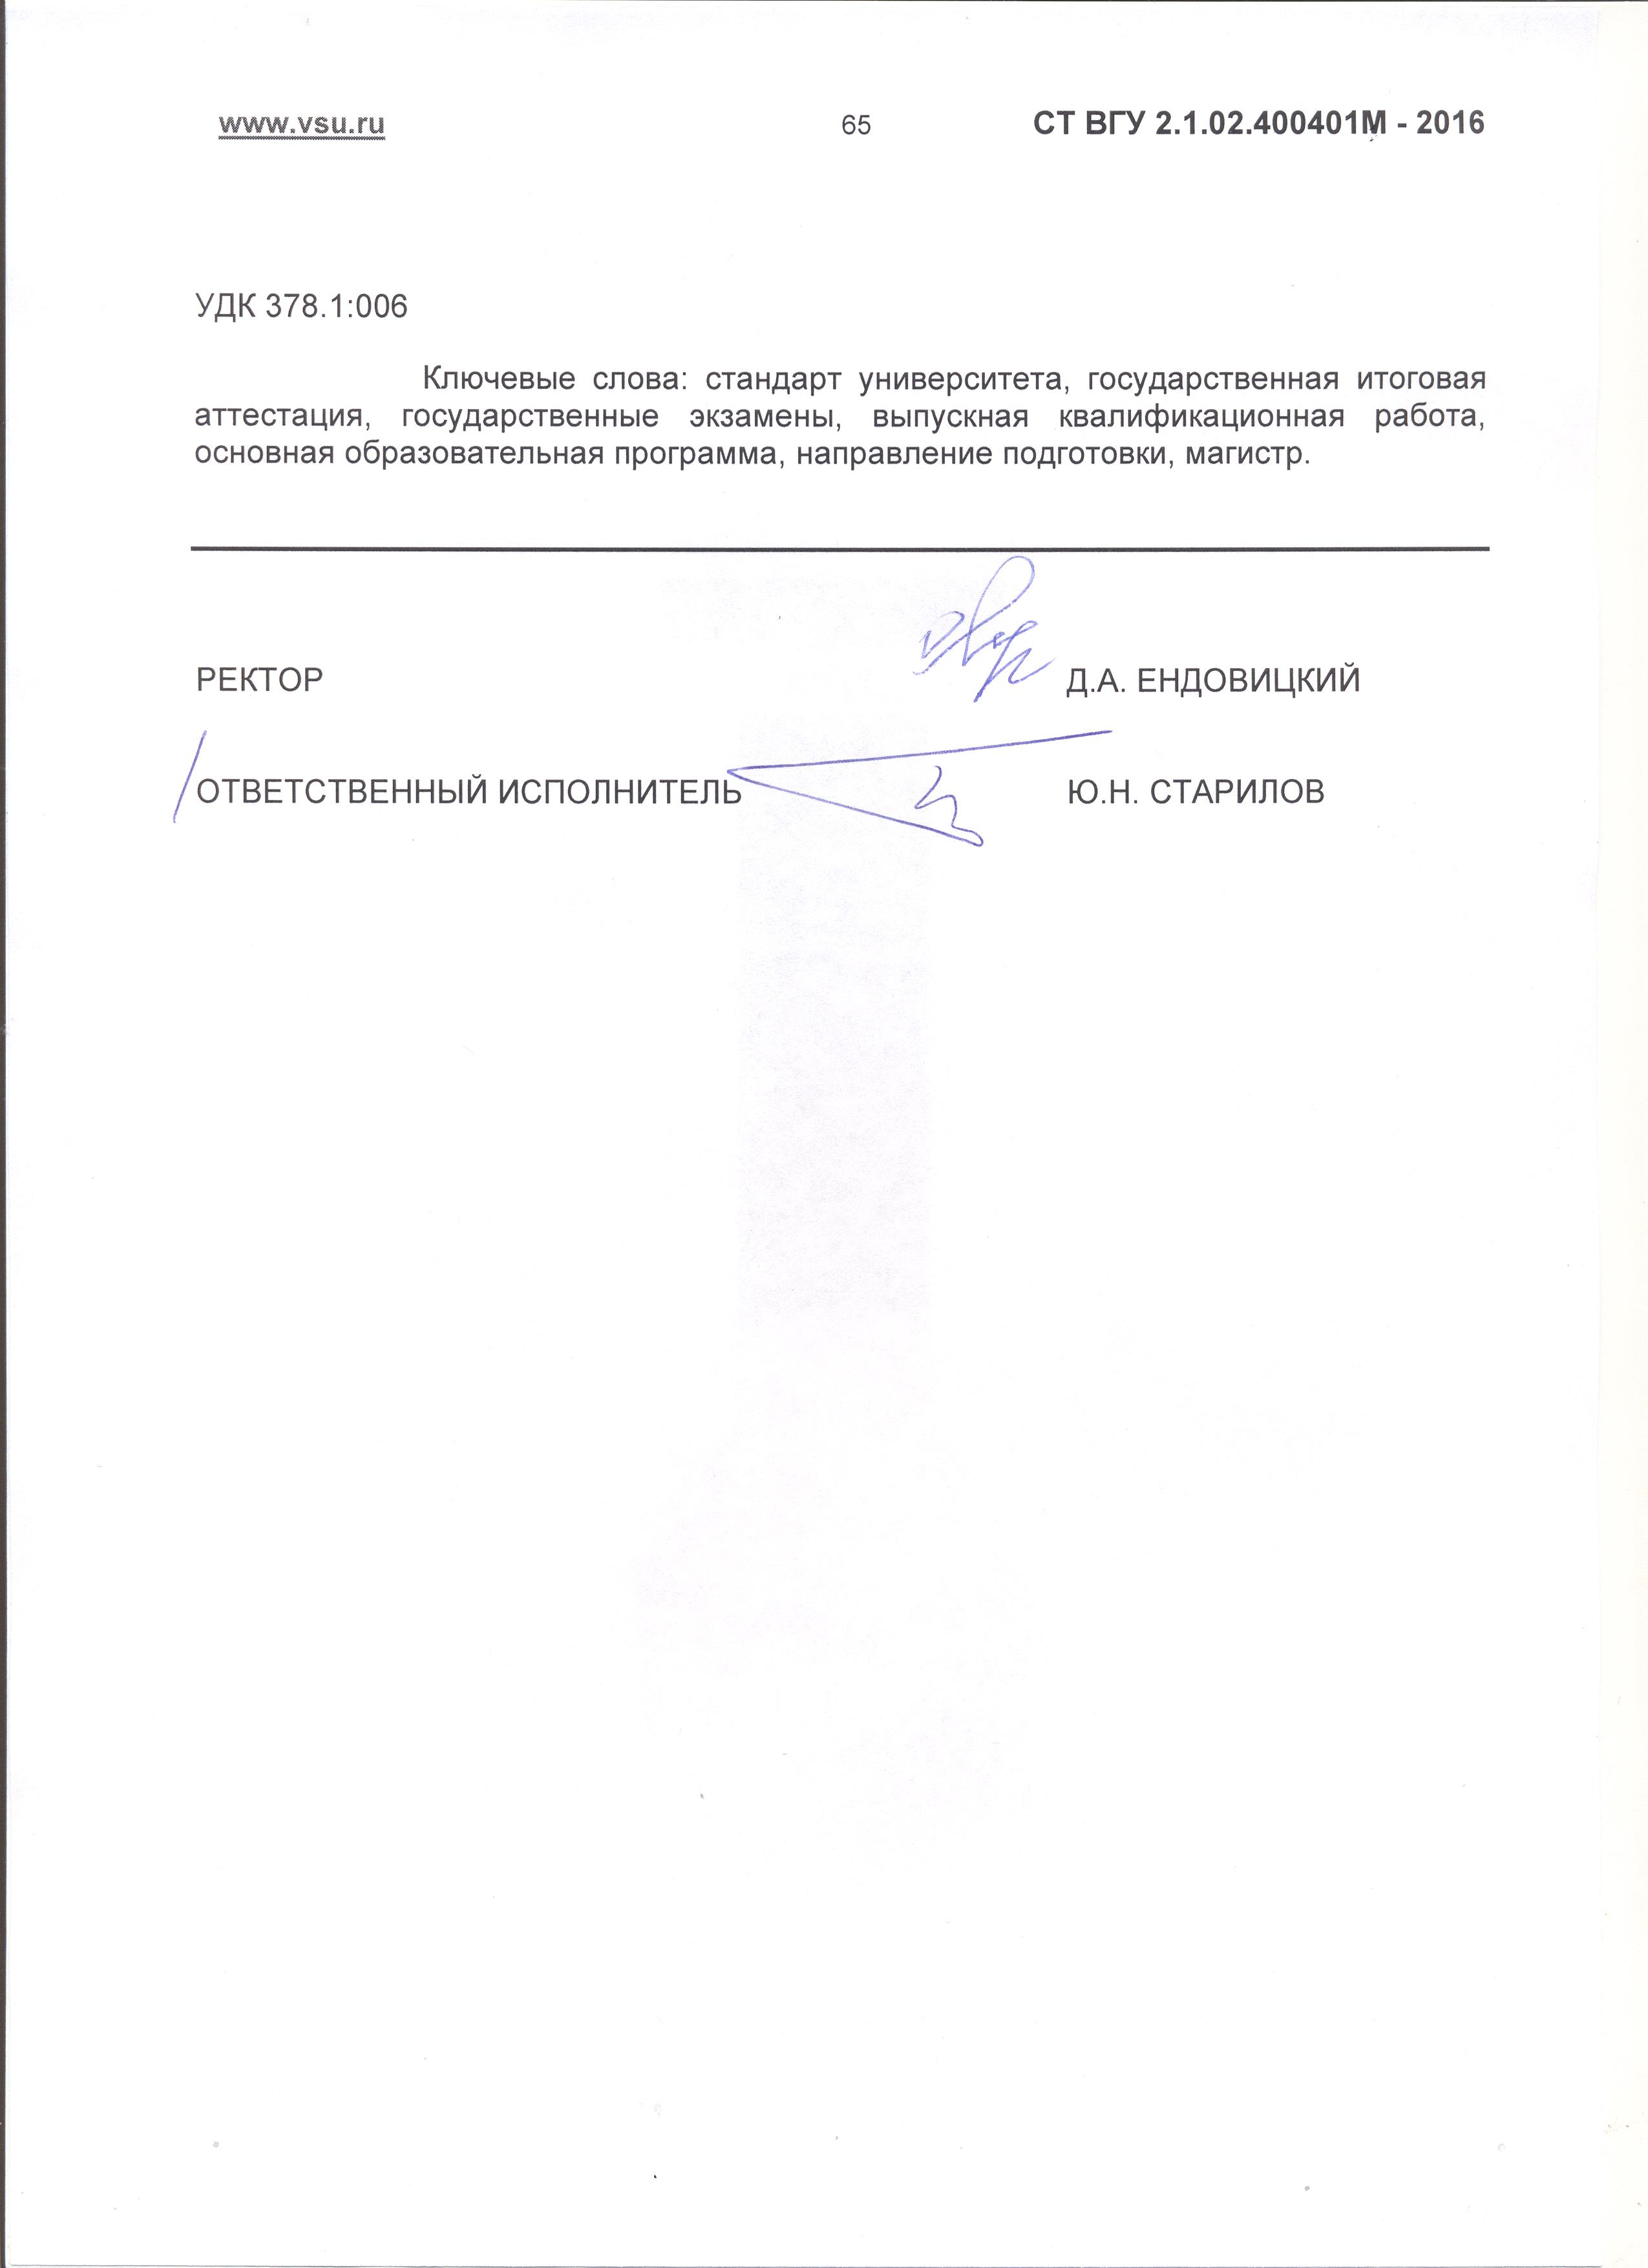 www.vsu.ru 65 СТ ВГУ 2.1.02.400401М - 2016
УДК 378.1:006
Ключевые слова: стандарт университета, государственная итоговая
аттестация, государственные экзамены, выпускная квалификационная работа,
основная образовательная программа, направление подготовки, магистр.
РЕКТОР Д.А. ЕНДОВИЦКИЙ
ОТВЕТСТВЕННЫЙ ИСПОЛНИТЕЛЬ Ю.Н. СТАРИЛОВ